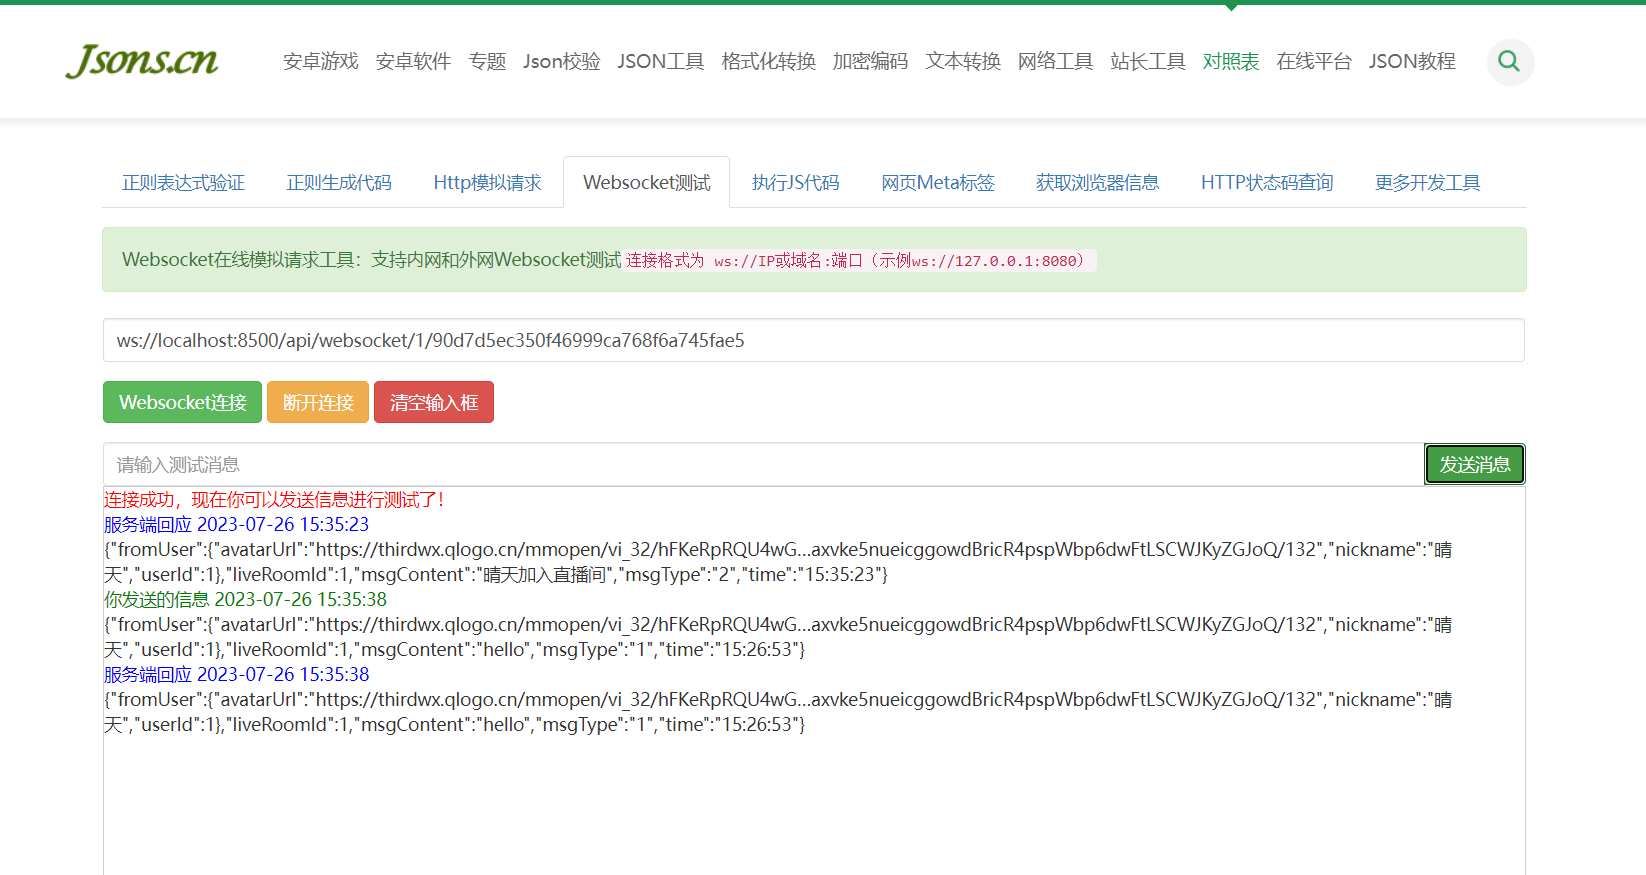 Jsons.cn
安卓游戏 安卓软件 专题 Json校验 JSON工具 格式化转换 加密编码 文本转换 网络工具 站长工具 对照表 在线平台 JSON教程
正则表达式验证 正则生成代码 Http模拟请求 Websocket测试 执行JS代码 网页Meta标签 获取浏览器信息 HTTP状态码查询 更多开发工具
Websocket在线模拟请求工具：支持内网和外网Websocket测试 连接格式为 ws://IP或域名:端口（示例ws://127.0.0.1:8080）
ws://localhost:8500/api/websocket/1/90d7d5ec350f46999ca768f6a745fae5
Websocket连接 断开连接 清空输入框
请输入测试消息 发送消息
连接成功，现在你可以发送信息进行测试了！
服务端回应 2023-07-26 15:35:23
{"fromUser":{"avatarUrl":"https://thirdwx.qlogo.cn/mmopen/vi_32/hFKeRpRQU4wG...axvke5nueicggowdBricR4pspWbp6dwFtLSCWJKyZGJoQ/132","nickname":"晴
天","userId":1},"liveRoomId":1,"msgContent":"晴天加入直播间","msgType":"2","time":"15:35:23"}
你发送的信息 2023-07-26 15:35:38
{"fromUser":{"avatarUrl":"https://thirdwx.qlogo.cn/mmopen/vi_32/hFKeRpRQU4wG...axvke5nueicggowdBricR4pspWbp6dwFtLSCWJKyZGJoQ/132","nickname":"晴
天","userId":1},"liveRoomId":1,"msgContent":"hello","msgType":"1","time":"15:26:53"}
服务端回应 2023-07-26 15:35:38
{"fromUser":{"avatarUrl":"https://thirdwx.qlogo.cn/mmopen/vi_32/hFKeRpRQU4wG...axvke5nueicggowdBricR4pspWbp6dwFtLSCWJKyZGJoQ/132","nickname":"晴
天","userId":1},"liveRoomId":1,"msgContent":"hello","msgType":"1","time":"15:26:53"}